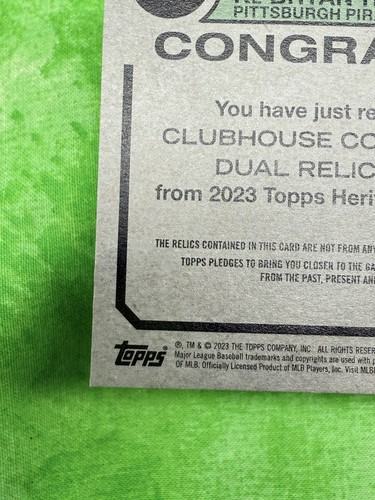 PITTSBURGH PIR
CONGRA
You have just re
CLUBHOUSE CO
DUAL RELIC
from 2023 Topps Herit
THE RELICS CONTAINED IN THIS CARD ARE NOT FROM ANY
TOPPS PLEDGES TO BRING YOU CLOSER TO THE GA
FROM THE PAST, PRESENT AN
topps
®, TM & © 2023 THE TOPPS COMPANY, INC. ALL RIGHTS RESER
Major League Baseball trademarks and copyrights are used with p
OF MLB. Officially Licensed Product of MLB Players, Inc. Visit MLB